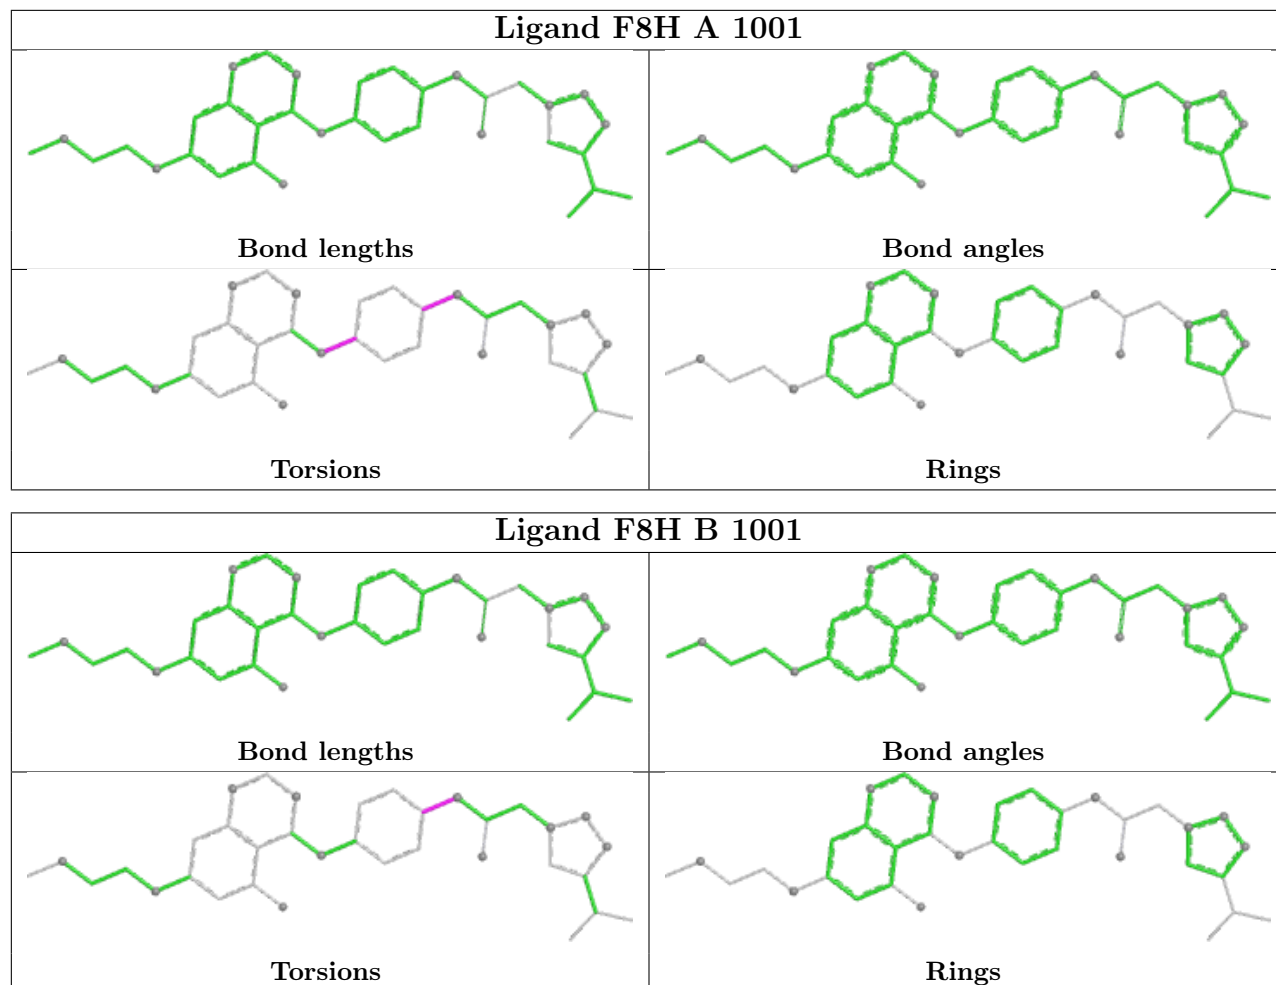 Ligand F8H A 1001
Bond lengths
Bond angles
Torsions
Rings
Ligand F8H B 1001
Bond lengths
Bond angles
Torsions
Rings